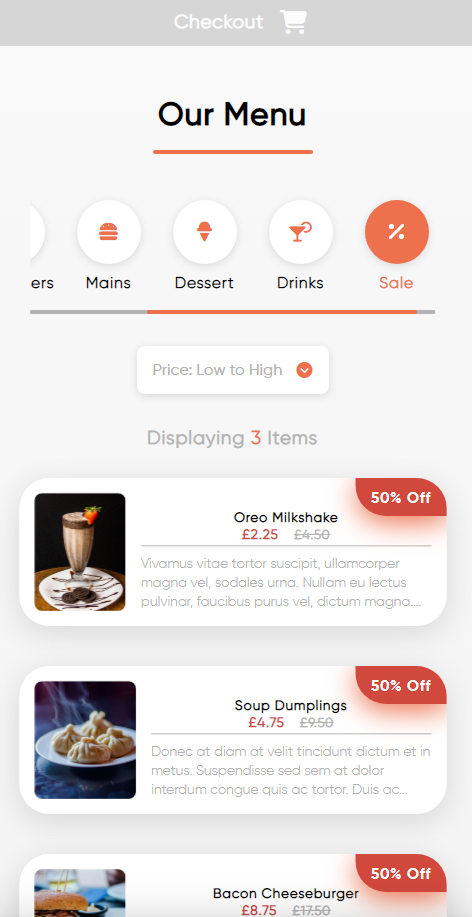 Checkout
Our Menu
ers Mains Dessert Drinks Sale
Price: Low to High
Displaying 3 Items
50% Off
Oreo Milkshake
£2.25 £4.50
Vivamus vitae tortor suscipit, ullamcorper
magna vel, sodales urna. Nullam eu lectus
pulvinar, faucibus purus vel, dictum magna....
50% Off
Soup Dumplings
£4.75 £9.50
Donec at diam at velit tincidunt dictum et in
metus. Suspendisse sed sem at dolor
interdum congue quis ac tortor. Duis ac...
50% Off
Bacon Cheeseburger
£8.75 £17.50